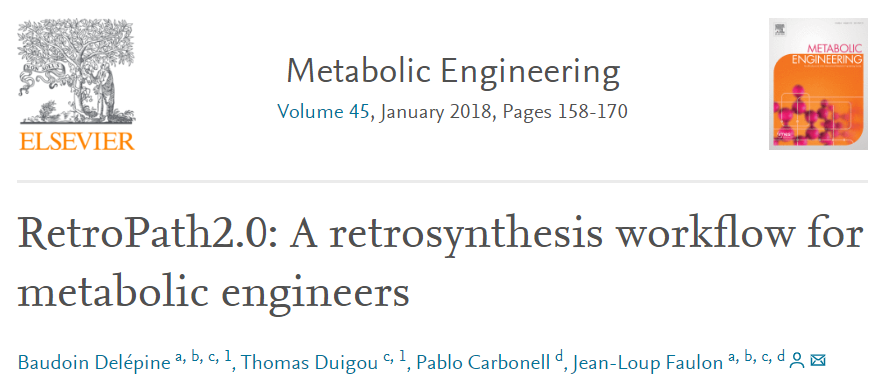 Metabolic Engineering
Volume 45, January 2018, Pages 158-170
ELSEVIER
METABOLIC
ENGINEERING
RetroPath2.0: A retrosynthesis workflow for
metabolic engineers
Baudoin Delépine a, b, c, 1, Thomas Duigou c, 1, Pablo Carbonell d, Jean-Loup Faulon a, b, c, d